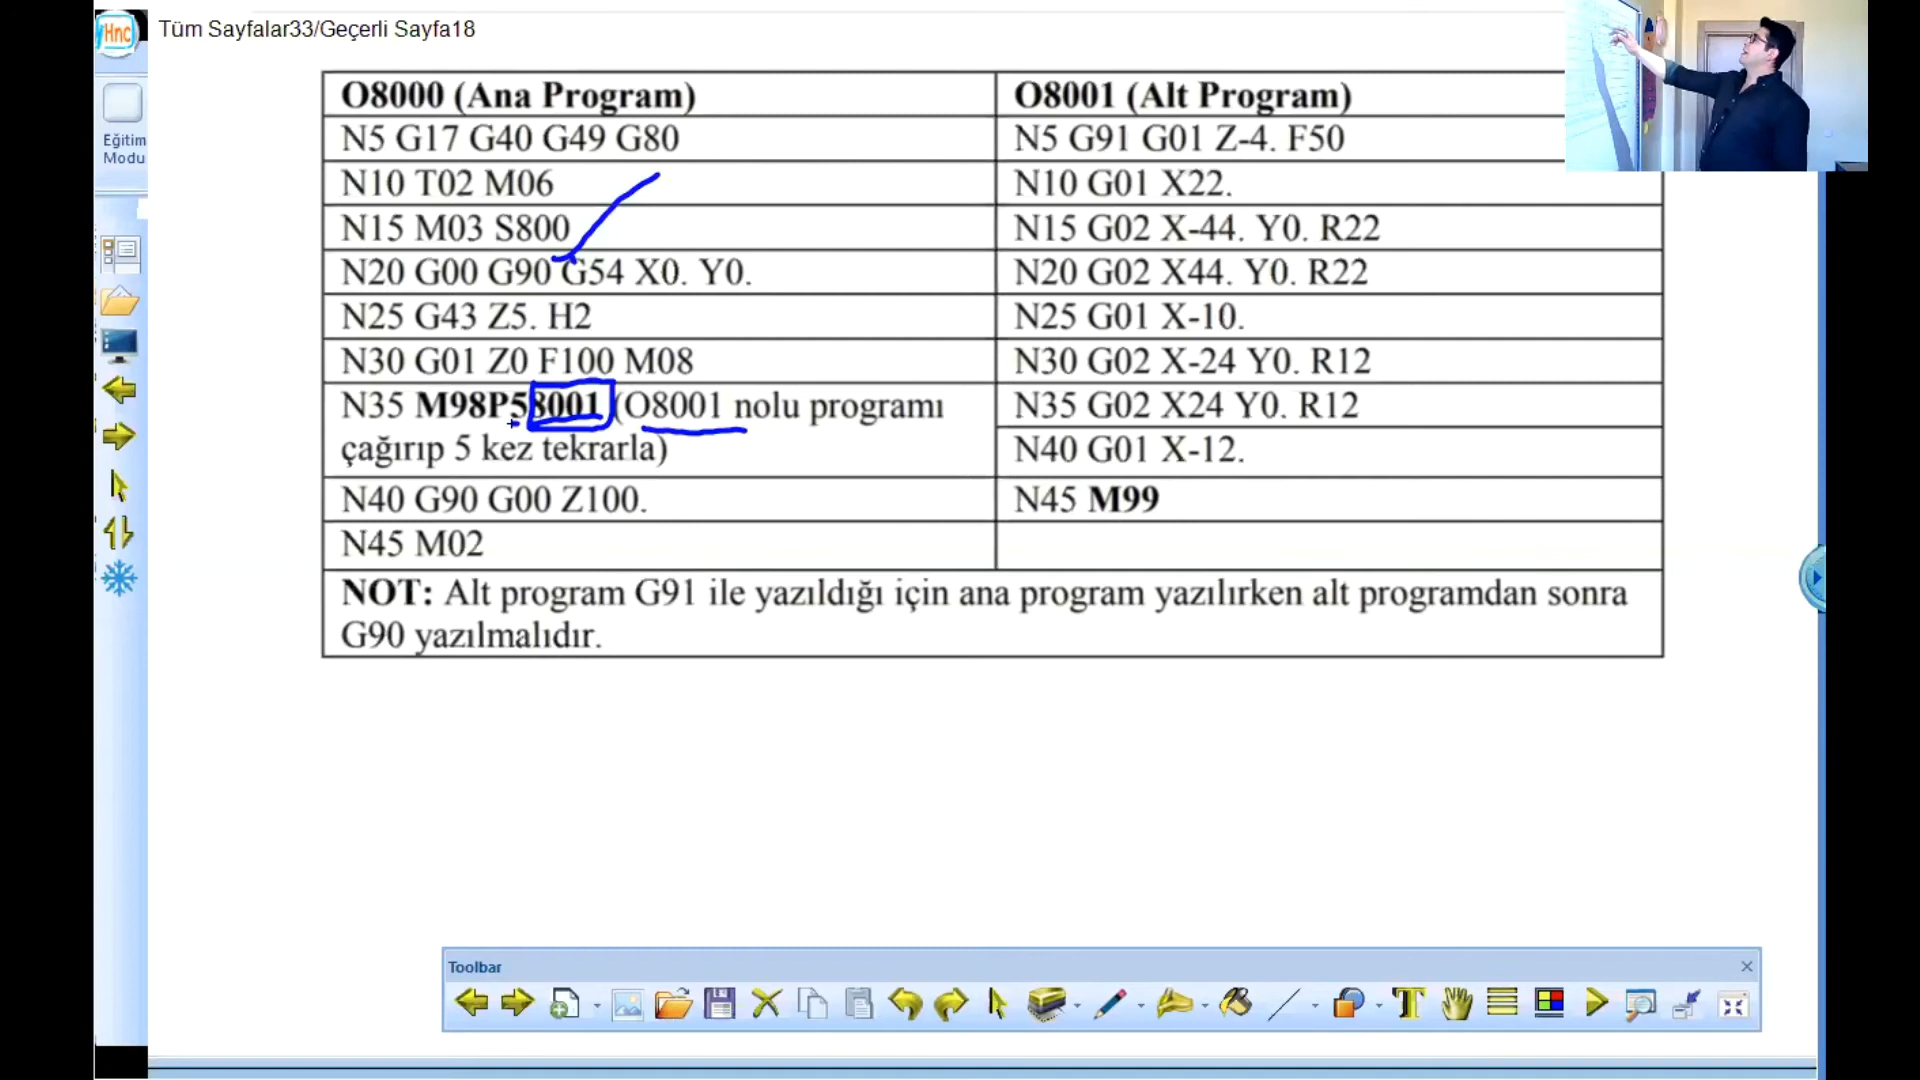 Hnc
Tüm Sayfalar33/Geçerli Sayfa18
Eğitim
Modu
O8000 (Ana Program)
N5 G17 G40 G49 G80
N10 T02 M06
N15 M03 S800
N20 G00 G90 G54 X0. Y0.
N25 G43 Z5. H2
N30 G01 Z0 F100 M08
N35 M98P58001 (O8001 nolu programı
çağırıp 5 kez tekrarla)
N40 G90 G00 Z100.
N45 M02
O8001 (Alt Program)
N5 G91 G01 Z-4. F50
N10 G01 X22.
N15 G02 X-44. Y0. R22
N20 G02 X44. Y0. R22
N25 G01 X-10.
N30 G02 X-24 Y0. R12
N35 G02 X24 Y0. R12
N40 G01 X-12.
N45 M99
NOT: Alt program G91 ile yazıldığı için ana program yazılırken alt programdan sonra
G90 yazılmalıdır.
Toolbar